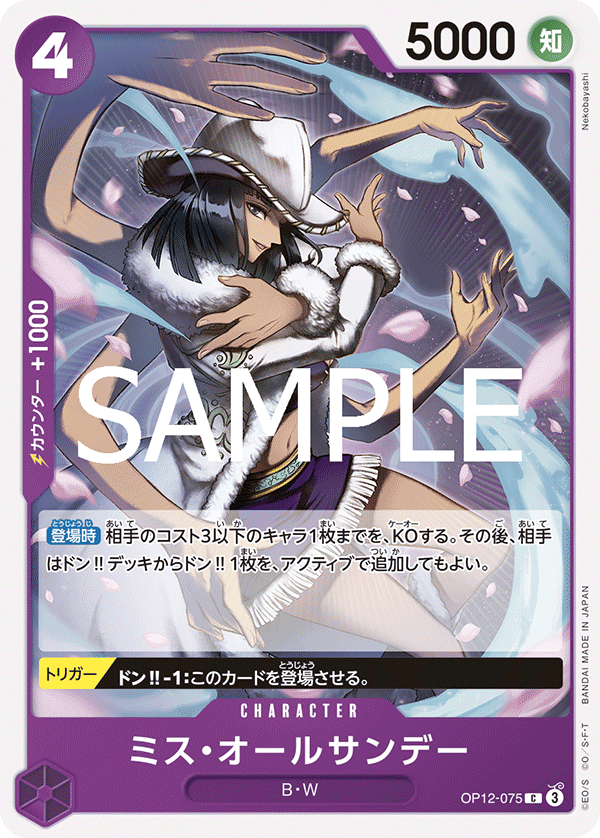 4
5000
知
Nekobayashi
カウンター +1000
SAMPLE
登場時 相手のコスト3以下のキャラ1枚までを、KOする。その後、相手
はドン!!デッキからドン!!1枚を、アクティブで追加してもよい。
トリガー ドン!!-1:このカードを登場させる。
CHARACTER
ミス・オールサンデー
B・W
OP12-075 C 3
©E.O/S ©O/S・F・T BANDAI MADE IN JAPAN